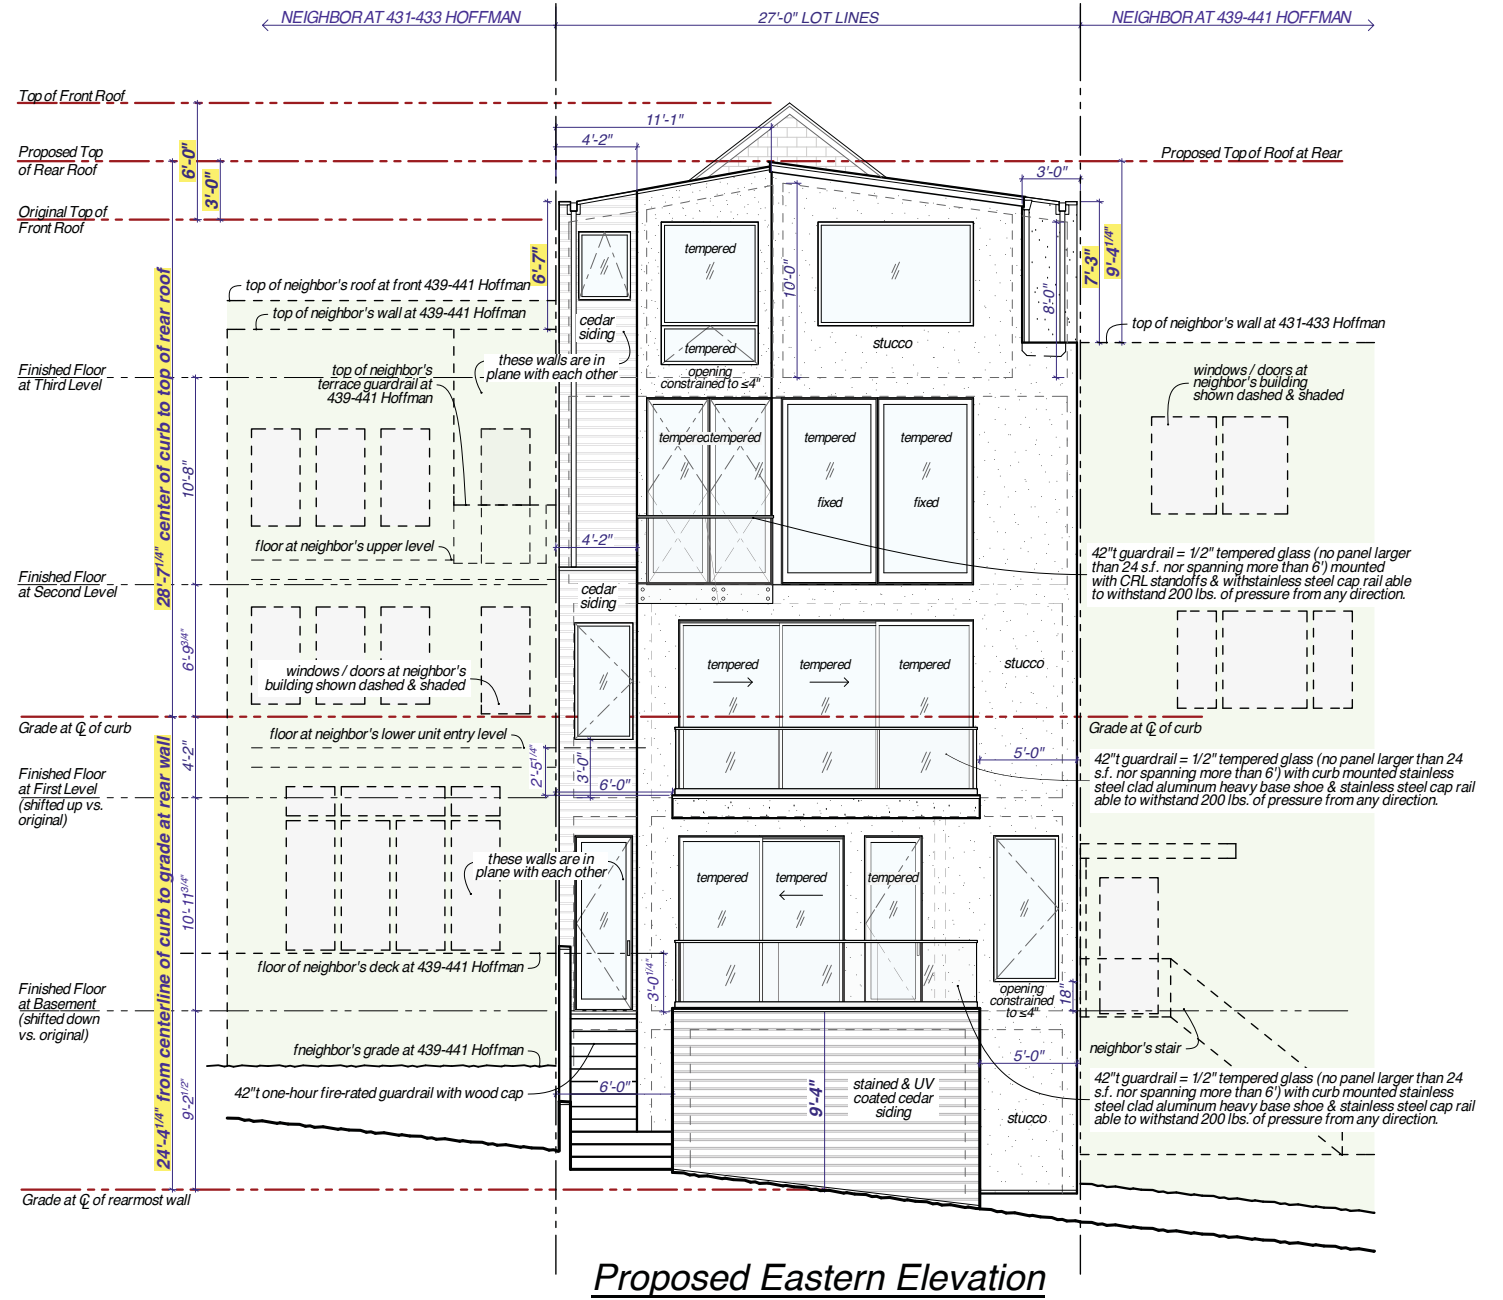 NEIGHBOR AT 431-433 HOFFMAN
27'-0" LOT LINES
NEIGHBOR AT 439-441 HOFFMAN
Top of Front Roof
11'-1"
4'-2"
6'-0"
3'-0"
Proposed Top
of Rear Roof
Proposed Top of Roof at Rear
3'-0"
Original Top of
Front Roof
6'-7"
tempered
10'-0"
8'-0"
7'-3"
9'-4 1/4"
top of neighbor's roof at front 439-441 Hoffman
top of neighbor's wall at 439-441 Hoffman
cedar
siding
tempered
stucco
top of neighbor's wall at 431-433 Hoffman
these walls are in
plane with each other
opening
constrained to ≤4"
Finished Floor
at Third Level
top of neighbor's
terrace guardrail at
439-441 Hoffman
windows / doors at
neighbor's building
shown dashed & shaded
28'-7 1/4" center of curb to top of rear roof
10'-8"
tempered
tempered
tempered
fixed
tempered
fixed
floor at neighbor's upper level
4'-2"
42"t guardrail = 1/2" tempered glass (no panel larger
than 24 s.f. nor spanning more than 6') mounted
with CRL standoffs & withstainless steel cap rail able
to withstand 200 lbs. of pressure from any direction.
Finished Floor
at Second Level
cedar
siding
6'-9 3/4"
windows / doors at neighbor's
building shown dashed & shaded
tempered
tempered
tempered
stucco
Grade at ℄ of curb
Grade at ℄ of curb
floor at neighbor's lower unit entry level
4'-2"
2'-5 1/4"
3'-0"
6'-0"
5'-0"
42"t guardrail = 1/2" tempered glass (no panel larger than 24
s.f. nor spanning more than 6') with curb mounted stainless
steel clad aluminum heavy base shoe & stainless steel cap rail
able to withstand 200 lbs. of pressure from any direction.
Finished Floor
at First Level
(shifted up vs.
original)
24'-4 1/4" from centerline of curb to grade at rear wall
10'-11 3/4"
these walls are in
plane with each other
tempered
tempered
tempered
floor of neighbor's deck at 439-441 Hoffman
3'-0 1/4"
opening
constrained
to ≤4"
18"
Finished Floor
at Basement
(shifted down
vs. original)
fneighbor's grade at 439-441 Hoffman
neighbor's stair
9'-2 1/2"
42"t one-hour fire-rated guardrail with wood cap
6'-0"
9'-4"
stained & UV
coated cedar
siding
5'-0"
stucco
42"t guardrail = 1/2" tempered glass (no panel larger than 24
s.f. nor spanning more than 6') with curb mounted stainless
steel clad aluminum heavy base shoe & stainless steel cap rail
able to withstand 200 lbs. of pressure from any direction.
Grade at ℄ of rearmost wall
Proposed Eastern Elevation